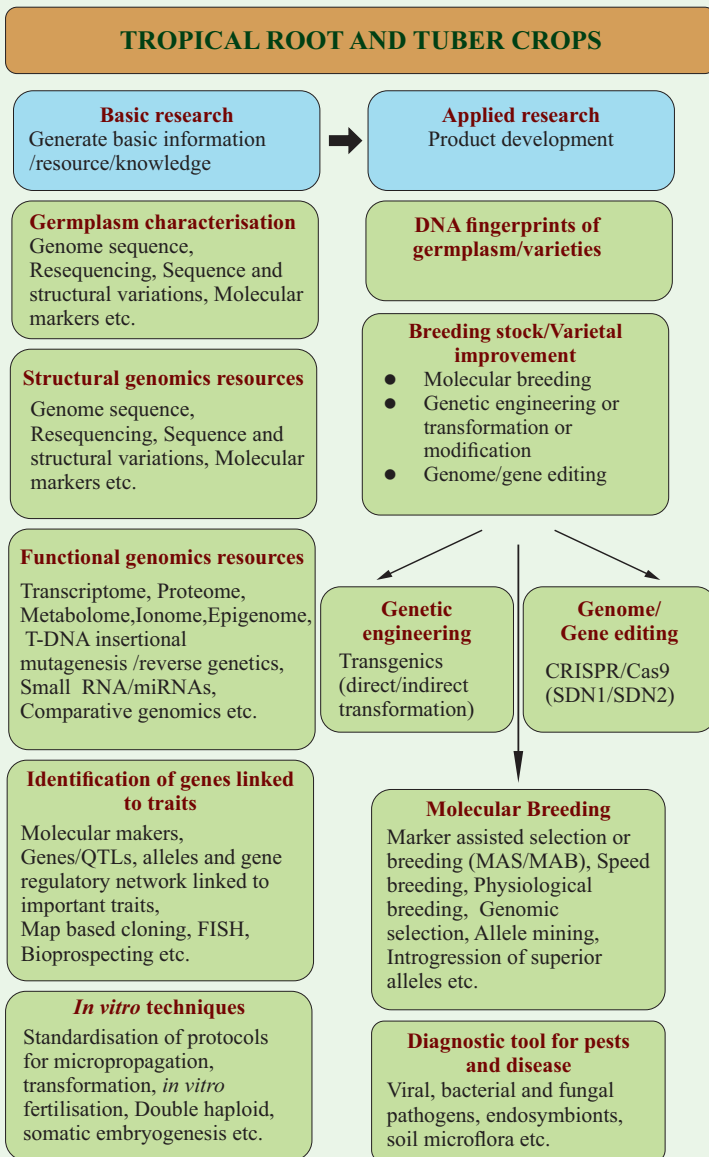 TROPICAL ROOT AND TUBER CROPS
Basic research
Generate basic information
/resource/knowledge
Applied research
Product development
Germplasm characterisation
Genome sequence,
Resequencing, Sequence and
structural variations, Molecular
markers etc.
Structural genomics resources
Genome sequence,
Resequencing, Sequence and
structural variations, Molecular
markers etc.
Functional genomics resources
Transcriptome, Proteome,
Metabolome,Ionome,Epigenome,
T-DNA insertional
mutagenesis /reverse genetics,
Small RNA/miRNAs,
Comparative genomics etc.
Identification of genes linked
to traits
Molecular makers,
Genes/QTLs, alleles and gene
regulatory network linked to
important traits,
Map based cloning, FISH,
Bioprospecting etc.
In vitro techniques
Standardisation of protocols
for micropropagation,
transformation, in vitro
fertilisation, Double haploid,
somatic embryogenesis etc.
DNA fingerprints of
germplasm/varieties
Breeding stock/Varietal
improvement
● Molecular breeding
● Genetic engineering or
transformation or
modification
● Genome/gene editing
Genetic
engineering
Transgenics
(direct/indirect
transformation)
Genome/
Gene editing
CRISPR/Cas9
(SDN1/SDN2)
Molecular Breeding
Marker assisted selection or
breeding (MAS/MAB), Speed
breeding, Physiological
breeding, Genomic
selection, Allele mining,
Introgression of superior
alleles etc.
Diagnostic tool for pests
and disease
Viral, bacterial and fungal
pathogens, endosymbionts,
soil microflora etc.